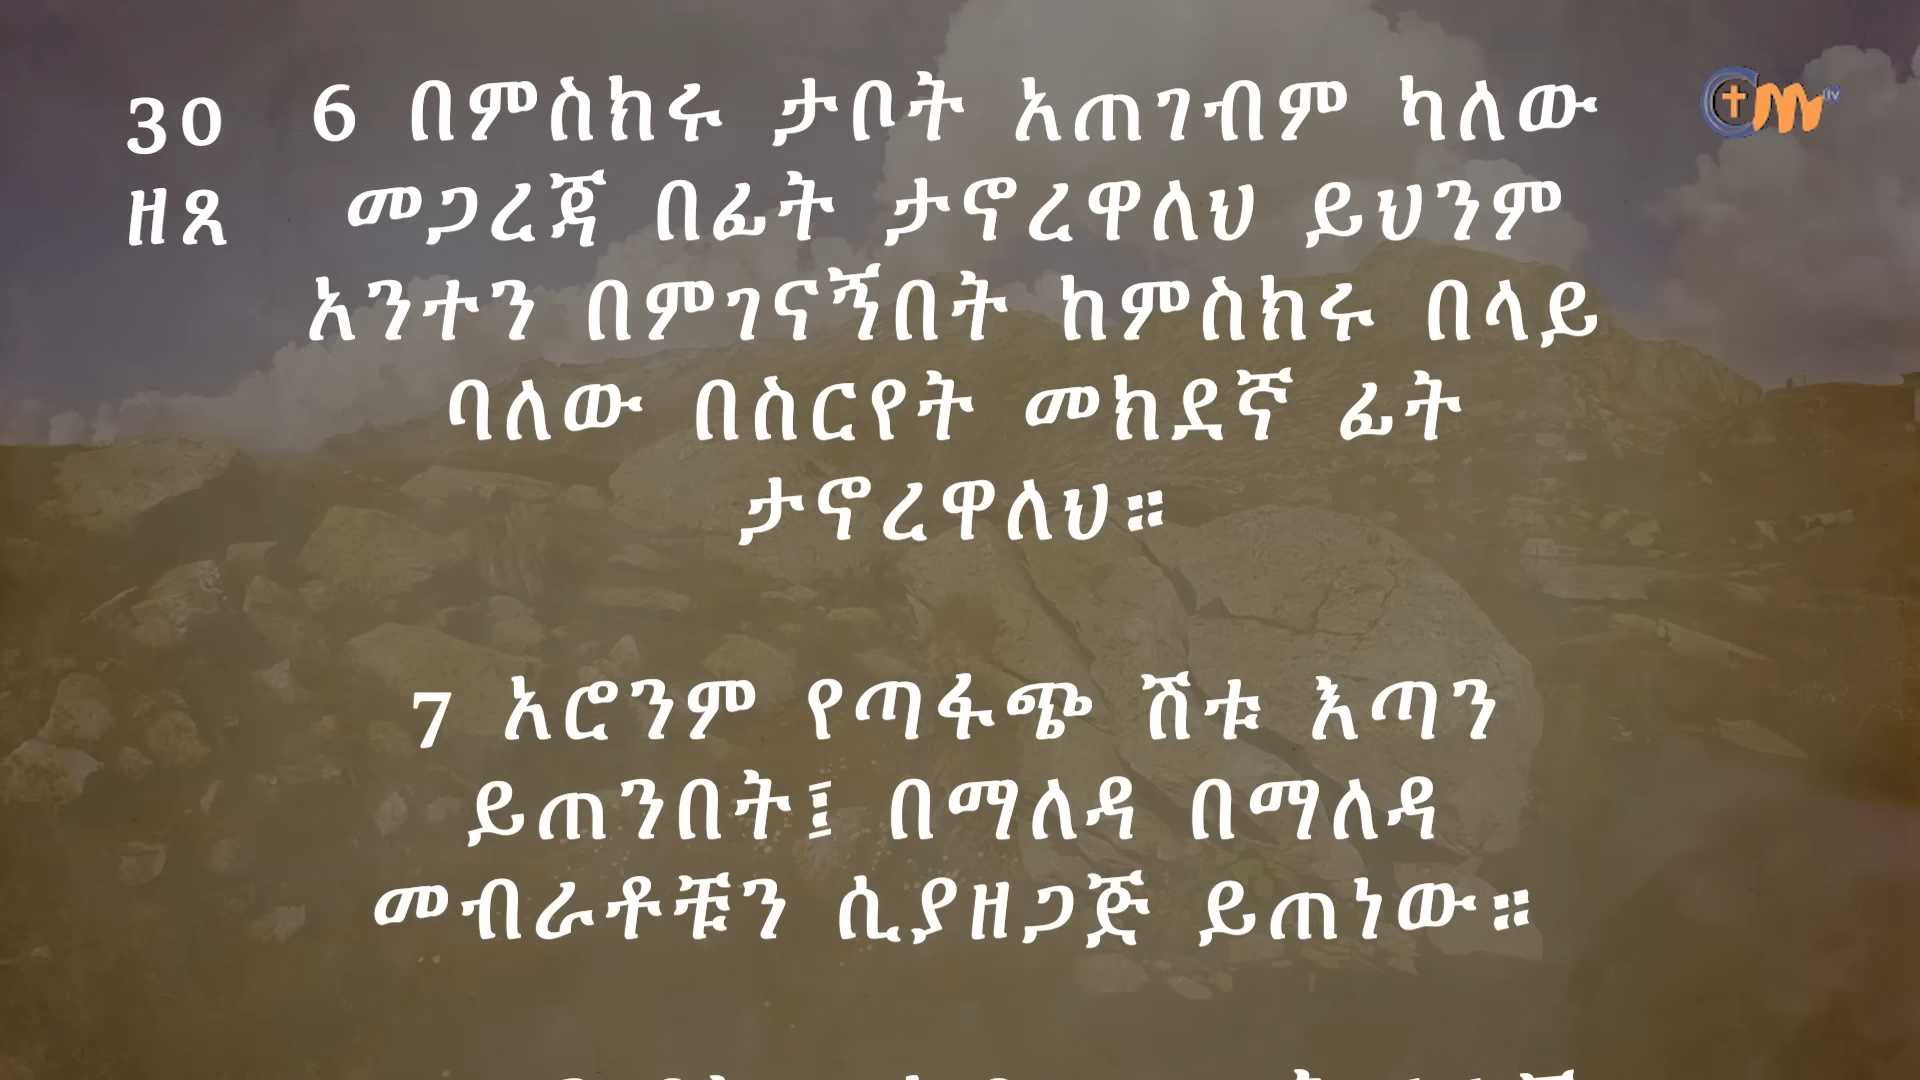 30
ዘጸ
6 በምስክሩ ታቦት አጠገብም ካለው
መጋረጃ በፊት ታኖረዋለህ ይህንም
አንተን በምገናኝበት ከምስክሩ በላይ
ባለው በስርየት መክደኛ ፊት
ታኖረዋለህ።
7 አሮንም የጣፋጭ ሽቱ እጣን
ይጠንበት፤ በማለዳ በማለዳ
መብራቶቹን ሲያዘጋጅ ይጠነው።
tv